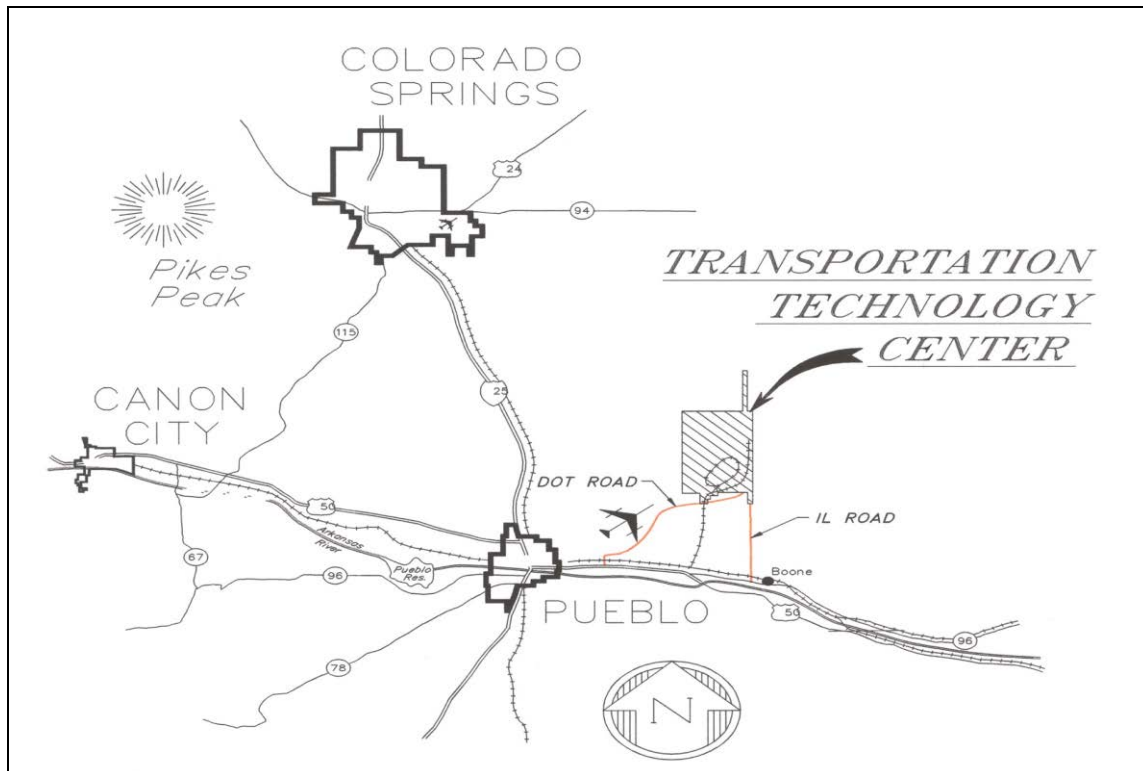 COLORADO
SPRINGS
24
94
Pikes
Peak
TRANSPORTATION
TECHNOLOGY
CENTER
115
25
CANON
CITY
DOT ROAD
IL ROAD
50
Arkansas
River
67
96
Pueblo
Res.
Boone
PUEBLO
50
96
78
N